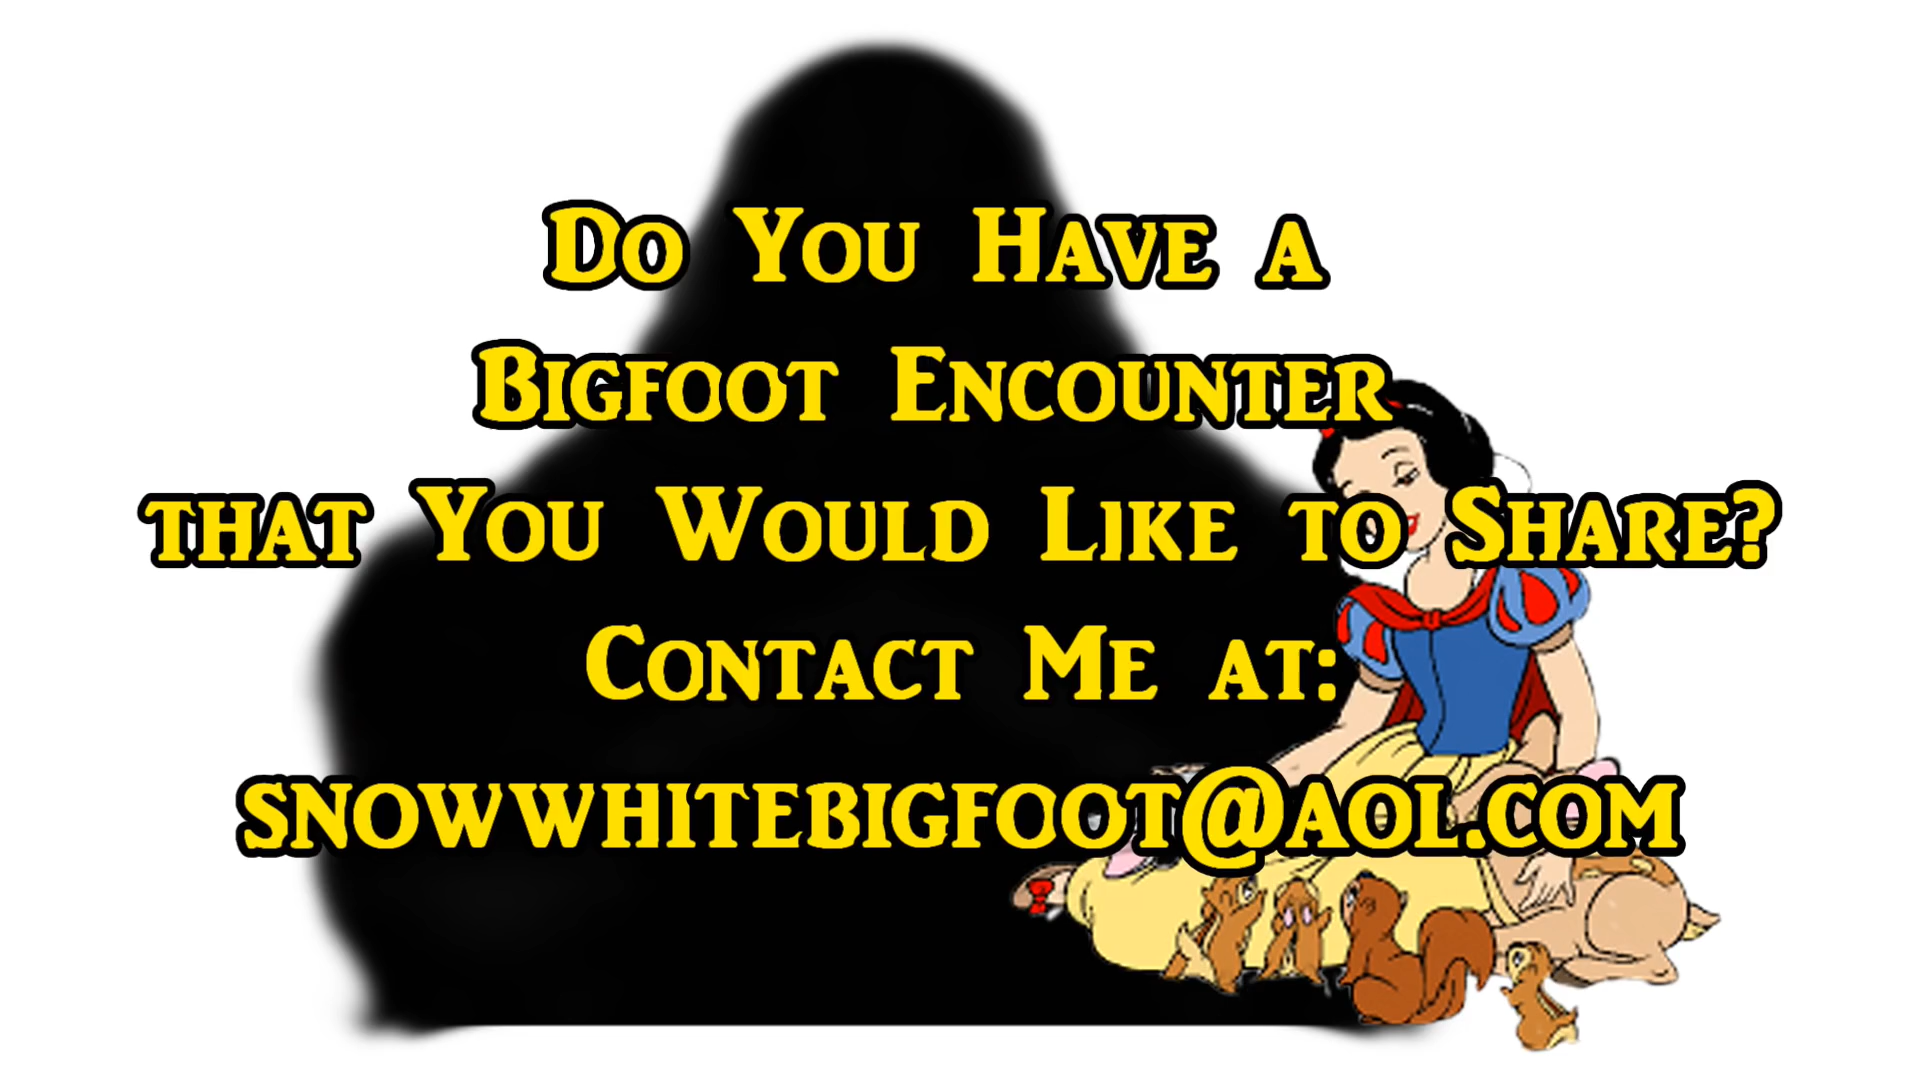 Do You Have a
Bigfoot Encounter
that You Would Like to Share?
Contact Me at:
snowwhitebigfoot@aol.com